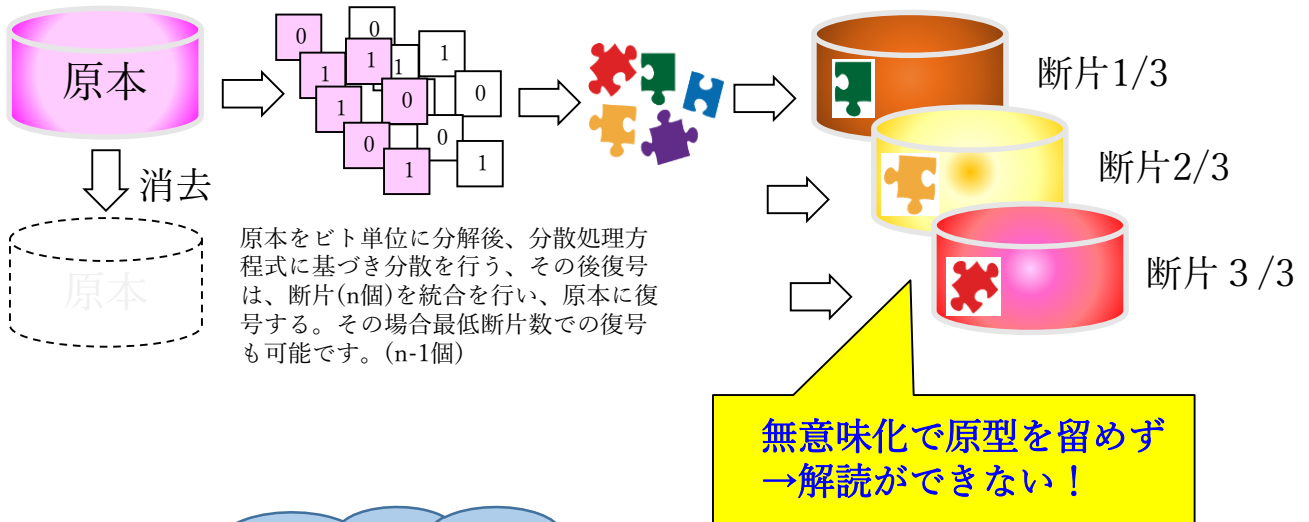 原本
0
0
1
1
1
1
1
0
0
0
0
1
1
断片1/3
断片2/3
断片３/3
消去
原本
原本をビト単位に分解後、分散処理方
程式に基づき分散を行う、その後復号
は、断片(n個)を統合を行い、原本に復
号する。その場合最低断片数での復号
も可能です。(n-1個)
無意味化で原型を留めず
→解読ができない！